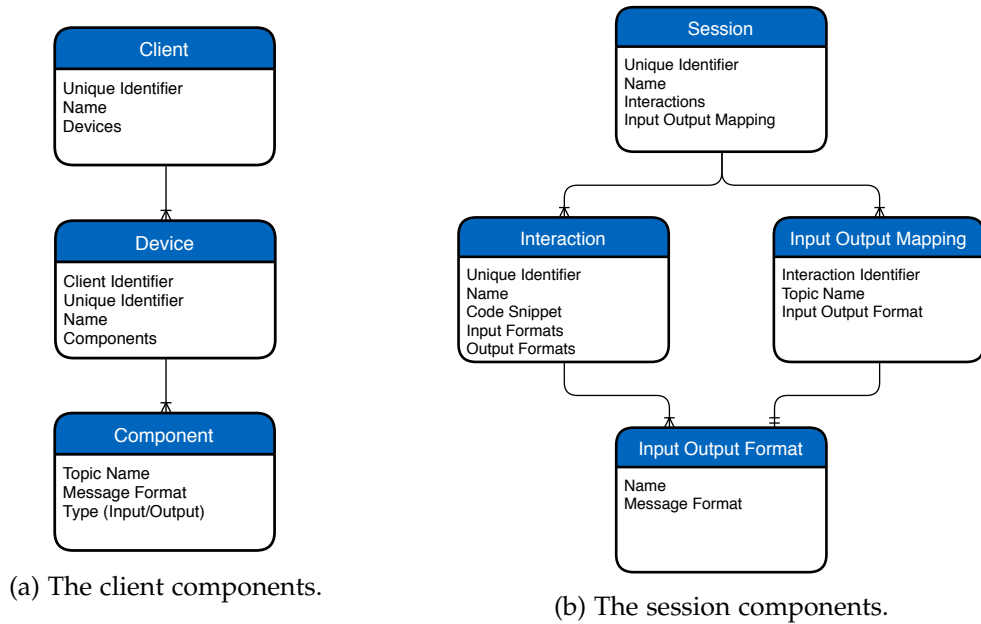 Client
Unique Identifier
Name
Devices
Device
Client Identifier
Unique Identifier
Name
Components
Component
Topic Name
Message Format
Type (Input/Output)
(a) The client components.
Session
Unique Identifier
Name
Interactions
Input Output Mapping
Interaction
Unique Identifier
Name
Code Snippet
Input Formats
Output Formats
Input Output Mapping
Interaction Identifier
Topic Name
Input Output Format
Input Output Format
Name
Message Format
(b) The session components.